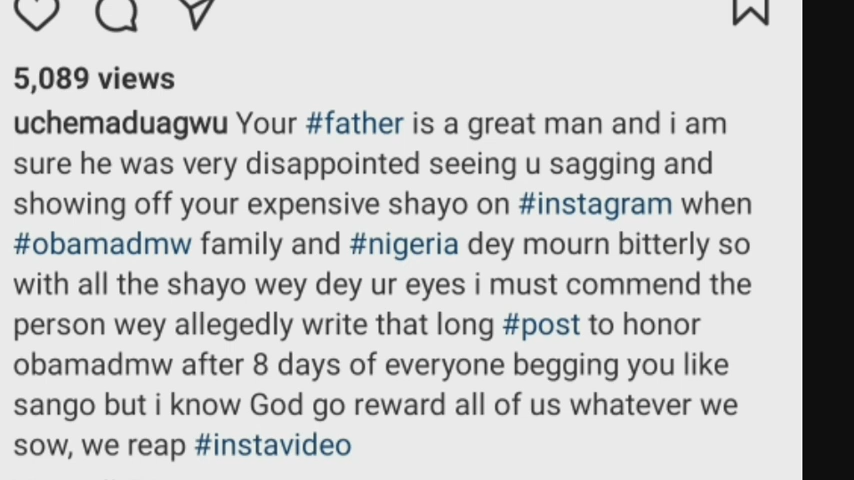 5,089 views
uchemaduagwu Your #father is a great man and i am
sure he was very disappointed seeing u sagging and
showing off your expensive shayo on #instagram when
#obamadmw family and #nigeria dey mourn bitterly so
with all the shayo wey dey ur eyes i must commend the
person wey allegedly write that long #post to honor
obamadmw after 8 days of everyone begging you like
sango but i know God go reward all of us whatever we
sow, we reap #instavideo